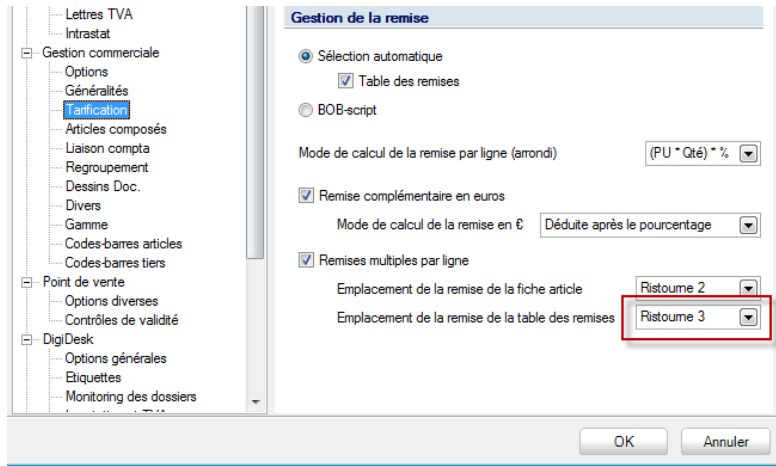 Lettres TVA
Intrastat
Gestion commerciale
Options
Généralités
Tarification
Articles composés
Liaison compta
Regroupement
Dessins Doc.
Divers
Gamme
Codes-barres articles
Codes-barres tiers
Point de vente
Options diverses
Contrôles de validité
DigiDesk
Options générales
Etiquettes
Monitoring des dossiers
Gestion de la remise
Sélection automatique
Table des remises
BOB-script
Mode de calcul de la remise par ligne (arrondi) (PU * Qté) * %
Remise complémentaire en euros
Mode de calcul de la remise en € Déduite après le pourcentage
Remises multiples par ligne
Emplacement de la remise de la fiche article Ristourne 2
Emplacement de la remise de la table des remises Ristourne 3
OK Annuler